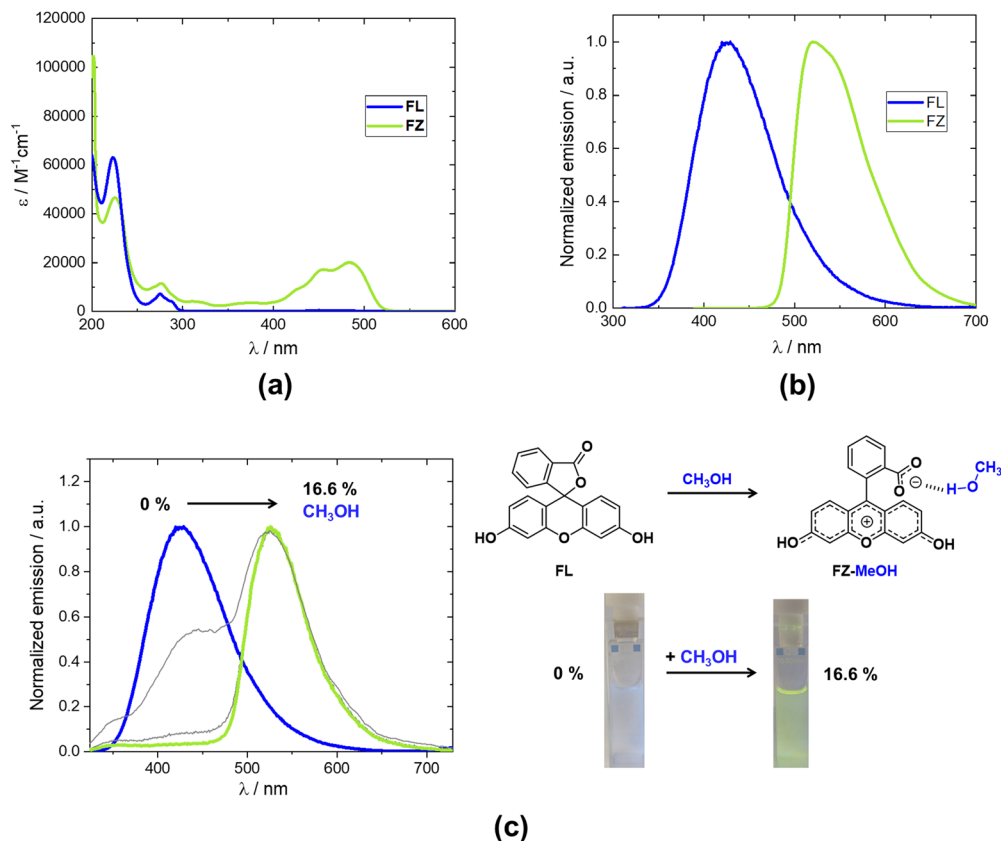 120000
100000
80000
60000
40000
20000
0
ε / M⁻¹cm⁻¹
FL
FZ
200 300 400 500 600
λ / nm
(a)
1.0
0.8
0.6
0.4
0.2
0.0
Normalized emission / a.u.
FL
FZ
300 400 500 600 700
λ / nm
(b)
1.2
1.0
0.8
0.6
0.4
0.2
0.0
Normalized emission / a.u.
0 % 16.6 %
CH₃OH
400 500 600 700
λ / nm
O
O
HO O OH
FL
CH₃OH
O
O ⊖ H-O CH₃
⊕
HO O OH
FZ-MeOH
0 % + CH₃OH 16.6 %
(c)